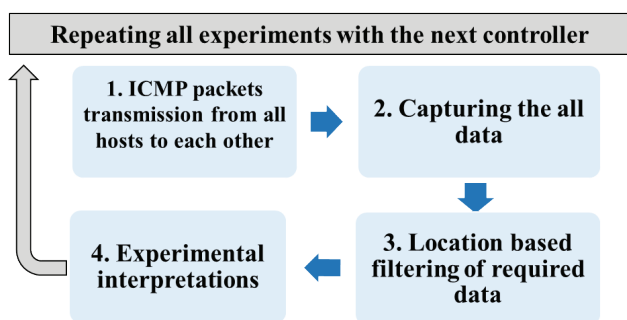 Repeating all experiments with the next controller
1. ICMP packets
transmission from all
hosts to each other
2. Capturing the all
data
3. Location based
filtering of required
data
4. Experimental
interpretations